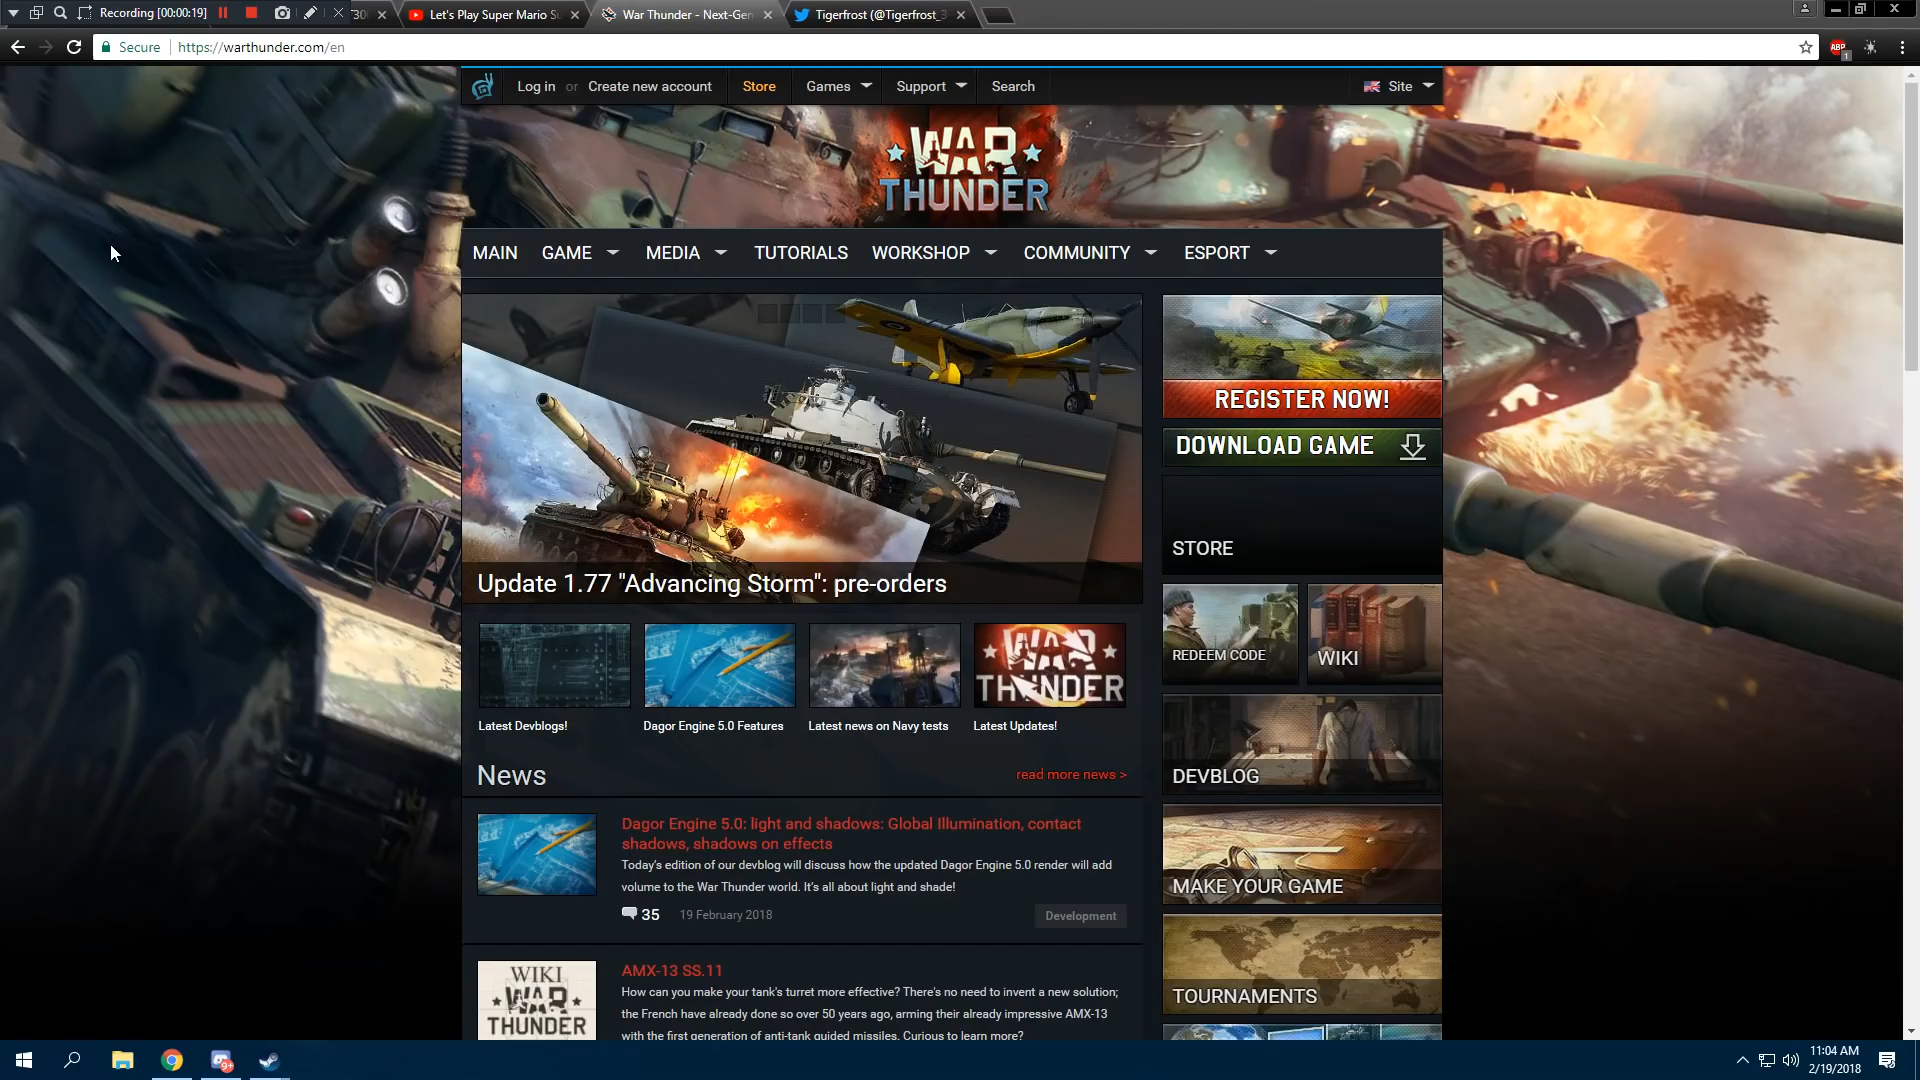 Recording [00:00:19]
Let's Play Super Mario
War Thunder - Next-Gen
Tigerfrost (@Tigerfrost_3
Secure
https://warthunder.com/en
ABP
1
Log in or Create new account
Store
Games
Support
Search
Site
WAR
THUNDER
MAIN
GAME
MEDIA
TUTORIALS
WORKSHOP
COMMUNITY
ESPORT
Update 1.77 "Advancing Storm": pre-orders
REGISTER NOW!
DOWNLOAD GAME
STORE
REDEEM CODE
WIKI
WAR
THUNDER
Latest Devblogs!
Dagor Engine 5.0 Features
Latest news on Navy tests
Latest Updates!
DEVBLOG
News
read more news >
Dagor Engine 5.0: light and shadows: Global Illumination, contact
shadows, shadows on effects
Today's edition of our devblog will discuss how the updated Dagor Engine 5.0 render will add
volume to the War Thunder world. It's all about light and shade!
35
19 February 2018
Development
MAKE YOUR GAME
WIKI
WAR
THUNDER
AMX-13 SS.11
How can you make your tank's turret more effective? There's no need to invent a new solution;
the French have already done so over 50 years ago, arming their already impressive AMX-13
with the first generation of anti-tank guided missiles. Curious to learn more?
TOURNAMENTS
9+
11:04 AM
2/19/2018